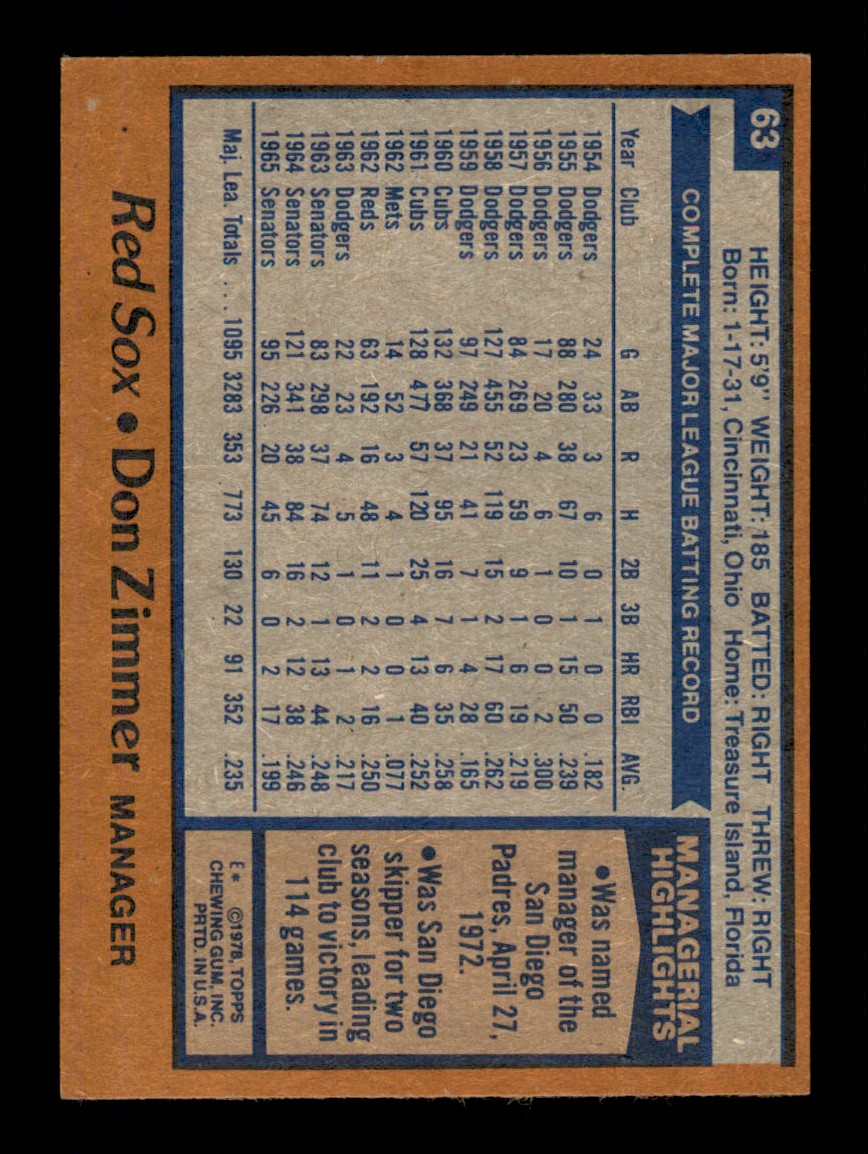 63
HEIGHT: 5'9" WEIGHT: 185 BATTED: RIGHT THREW: RIGHT
Born: 1-17-31, Cincinnati, Ohio Home: Treasure Island, Florida
COMPLETE MAJOR LEAGUE BATTING RECORD
Year Club G AB R H 2B 3B HR RBI AVG.
1954 Dodgers 24 33 3 6 0 1 0 0 .182
1955 Dodgers 88 280 38 67 10 1 15 50 .239
1956 Dodgers 17 20 4 6 1 0 0 2 .300
1957 Dodgers 84 269 23 59 9 1 6 19 .219
1958 Dodgers 127 455 52 119 15 2 17 60 .262
1959 Dodgers 97 249 21 41 7 1 4 28 .165
1960 Cubs 132 368 37 95 16 7 6 35 .258
1961 Cubs 128 477 57 120 25 4 13 40 .252
1962 Mets 14 52 3 4 1 0 0 1 .077
1962 Reds 63 192 16 48 11 2 2 16 .250
1963 Dodgers 22 23 4 5 1 0 1 2 .217
1963 Senators 83 298 37 74 12 1 13 44 .248
1964 Senators 121 341 38 84 16 2 12 38 .246
1965 Senators 95 226 20 45 6 0 2 17 .199
Maj. Lea. Totals ... 1095 3283 353 773 130 22 91 352 .235
MANAGERIAL
HIGHLIGHTS
●Was named
manager of the
San Diego
Padres, April 27,
1972.
●Was San Diego
skipper for two
seasons, leading
club to victory in
114 games.
E* ©1978, TOPPS
CHEWING GUM, INC.
PRTD. IN U.S.A.
Red Sox ● Don Zimmer MANAGER